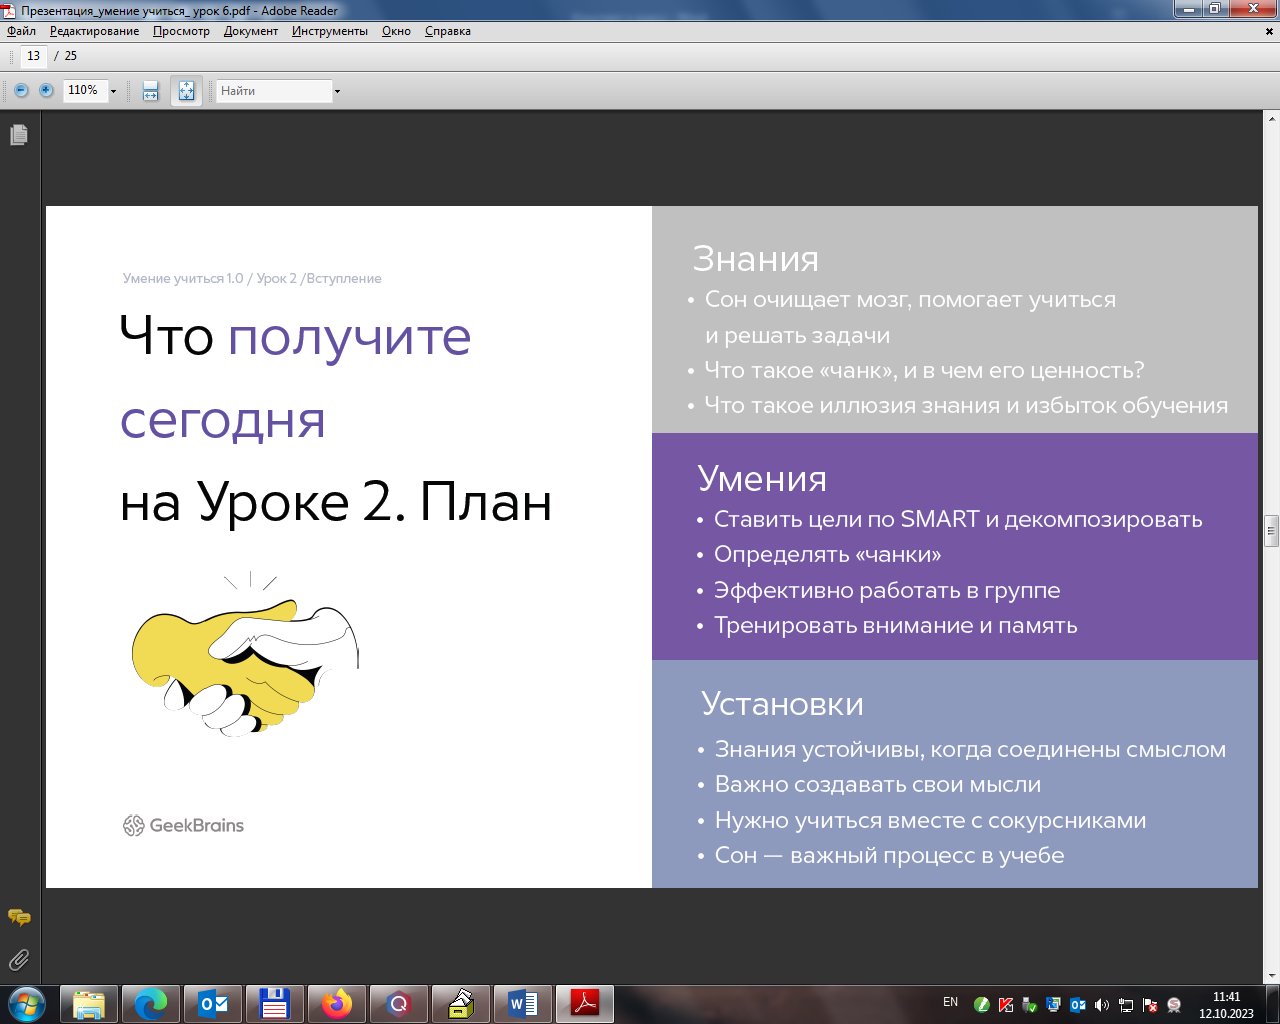 Презентация_умение учиться_ урок 6.pdf - Adobe Reader
Файл Редактирование Просмотр Документ Инструменты Окно Справка
13 / 25
110% Найти
Умение учиться 1.0 / Урок 2 /Вступление
Что получите
сегодня
на Уроке 2. План
GeekBrains
Знания
• Сон очищает мозг, помогает учиться
и решать задачи
• Что такое «чанк», и в чем его ценность?
• Что такое иллюзия знания и избыток обучения
Умения
• Ставить цели по SMART и декомпозировать
• Определять «чанки»
• Эффективно работать в группе
• Тренировать внимание и память
Установки
• Знания устойчивы, когда соединены смыслом
• Важно создавать свои мысли
• Нужно учиться вместе с сокурсниками
• Сон — важный процесс в учебе
EN
11:41
12.10.2023